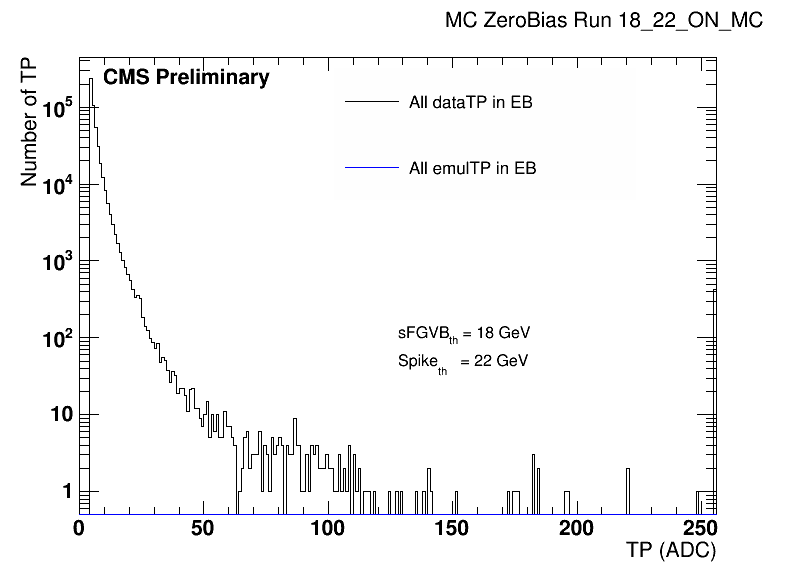 MC ZeroBias Run 18_22_ON_MC
CMS Preliminary
Number of TP
All dataTP in EB
All emulTP in EB
sFGVBth = 18 GeV
Spiketh = 22 GeV
10^5
10^4
10^3
10^2
10
1
0 50 100 150 200 250
TP (ADC)